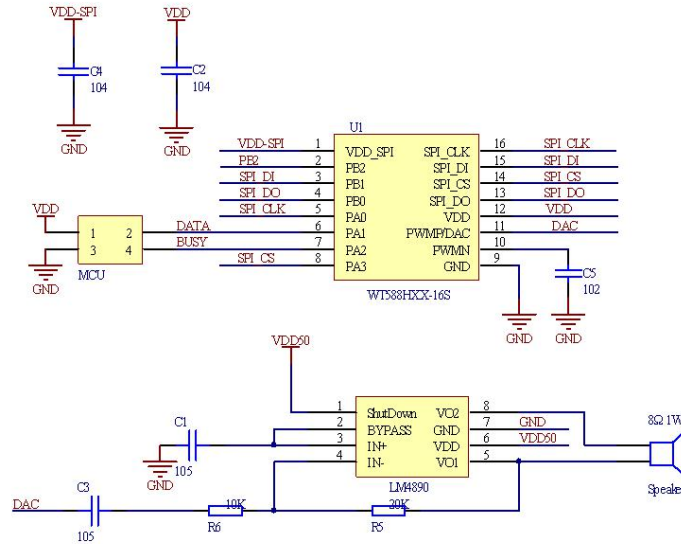 VDD-SPI VDD
C4 C2
104 104
GND GND
U1
VDD-SPI 1 VDD_SPI SPI_CLK 16 SPI CLK
PB2 2 PB2 SPI_DI 15 SPI DI
SPI DI 3 PB1 SPI_CS 14 SPI CS
SPI DO 4 PB0 SPI_DO 13 SPI DO
SPI CLK 5 PA0 VDD 12 VDD
VDD 1 2 DATA 6 PA1 PWMP/DAC 11 DAC
3 4 BUSY 7 PA2 PWMN 10
SPI CS 8 PA3 GND 9
GND MCU
C5
102
WT588HXX-16S
GND GND
VDD50
1 ShutDown VO2 8
2 BYPASS GND 7 GND
3 IN+ VDD 6 VDD50
4 IN- VO1 5
C1
105
GND
8Ω 1W
LM4890
DAC C3 10K 20K
105 R6 R5